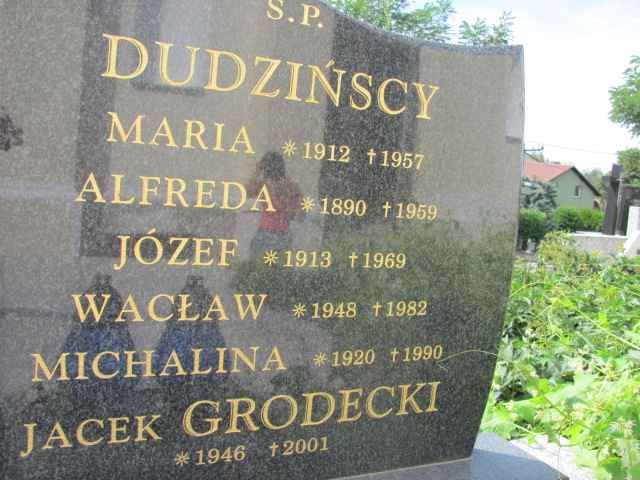 S.P.
DUDZIŃSCY
MARIA *1912 †1957
ALFREDA *1890 †1959
JÓZEF *1913 †1969
WACŁAW *1948 †1982
MICHALINA *1920 †1990
JACEK GRODECKI
*1946 †2001